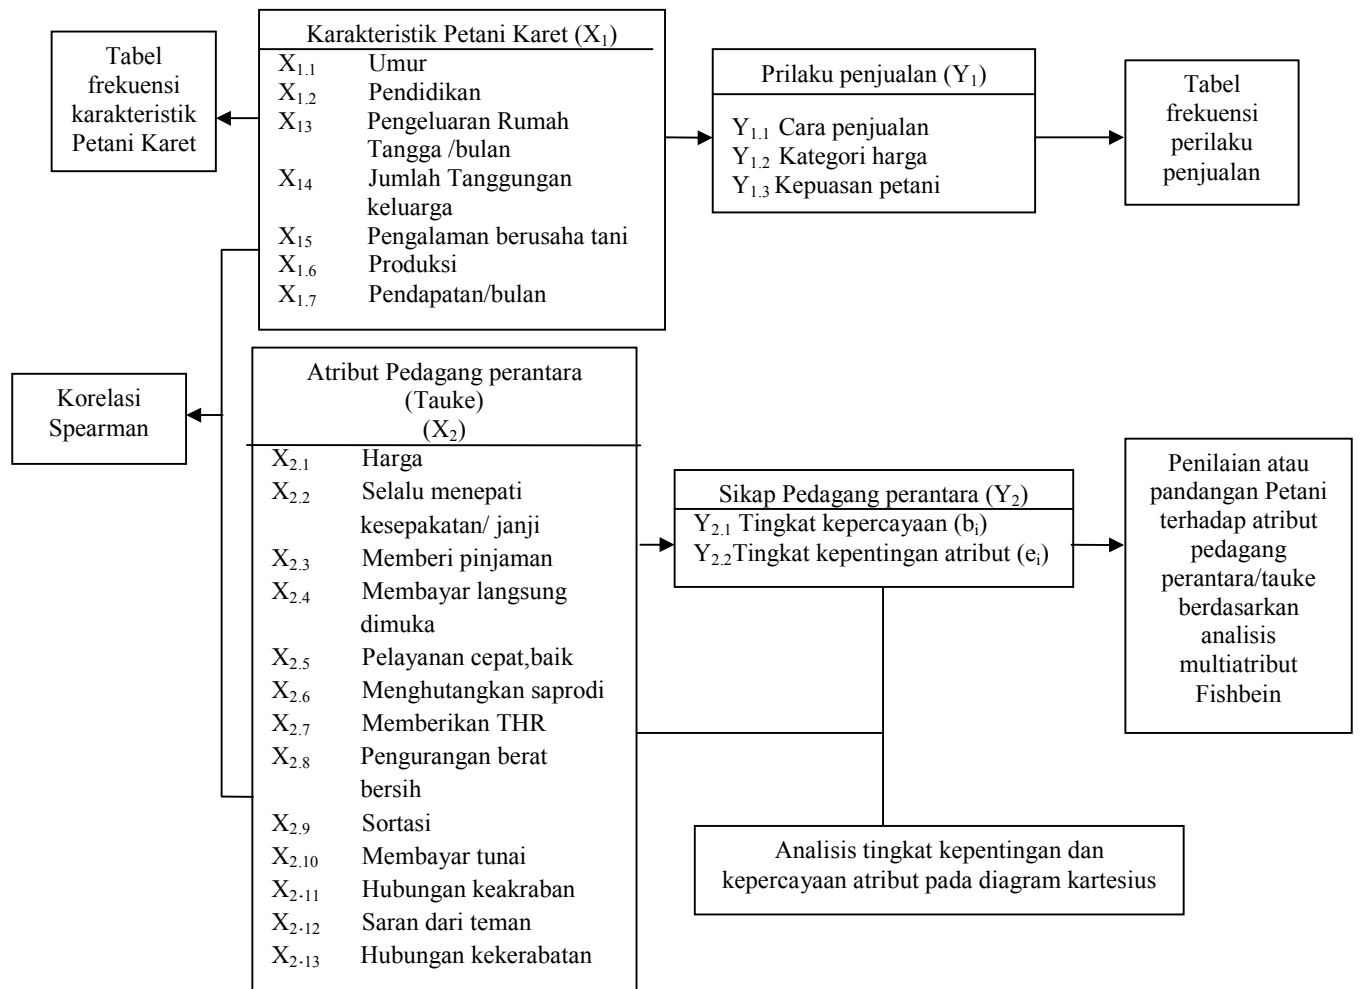 Tabel
frekuensi
karakteristik
Petani Karet
Karakteristik Petani Karet (X1)
X1.1 Umur
X1.2 Pendidikan
X13 Pengeluaran Rumah
Tangga /bulan
X14 Jumlah Tanggungan
keluarga
X15 Pengalaman berusaha tani
X1.6 Produksi
X1.7 Pendapatan/bulan
Prilaku penjualan (Y1)
Y1.1 Cara penjualan
Y1.2 Kategori harga
Y1.3 Kepuasan petani
Tabel
frekuensi
perilaku
penjualan
Korelasi
Spearman
Atribut Pedagang perantara
(Tauke)
(X2)
X2.1 Harga
X2.2 Selalu menepati
kesepakatan/ janji
X2.3 Memberi pinjaman
X2.4 Membayar langsung
dimuka
X2.5 Pelayanan cepat,baik
X2.6 Menghutangkan saprodi
X2.7 Memberikan THR
X2.8 Pengurangan berat
bersih
X2.9 Sortasi
X2.10 Membayar tunai
X2.11 Hubungan keakraban
X2.12 Saran dari teman
X2.13 Hubungan kekerabatan
Sikap Pedagang perantara (Y2)
Y2.1 Tingkat kepercayaan (bi)
Y2.2Tingkat kepentingan atribut (ei)
Penilaian atau
pandangan Petani
terhadap atribut
pedagang
perantara/tauke
berdasarkan
analisis
multiatribut
Fishbein
Analisis tingkat kepentingan dan
kepercayaan atribut pada diagram kartesius